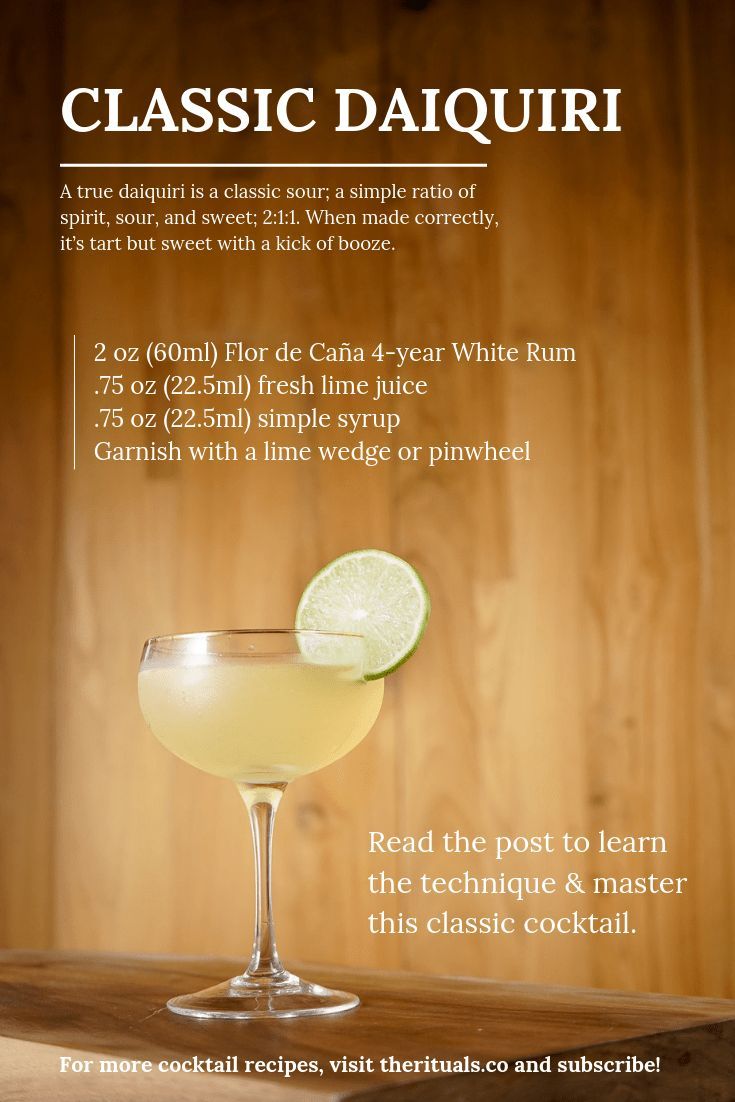 CLASSIC DAIQUIRI
A true daiquiri is a classic sour; a simple ratio of
spirit, sour, and sweet; 2:1:1. When made correctly,
it's tart but sweet with a kick of booze.
2 oz (60ml) Flor de Caña 4-year White Rum
.75 oz (22.5ml) fresh lime juice
.75 oz (22.5ml) simple syrup
Garnish with a lime wedge or pinwheel
Read the post to learn
the technique & master
this classic cocktail.
For more cocktail recipes, visit therituals.co and subscribe!